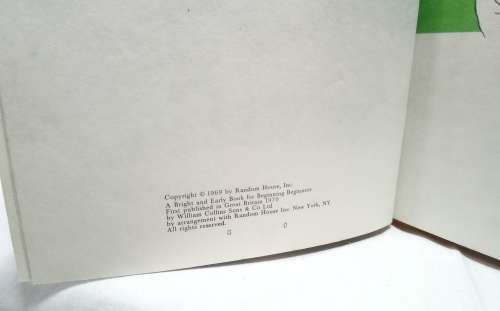 Copyright © 1969 by Random House, Inc.
A Bright and Early Book for Beginning Beginners
First published in Great Britain 1970
by William Collins Sons & Co Ltd
by arrangement with Random House Inc New York, NY
All rights reserved.